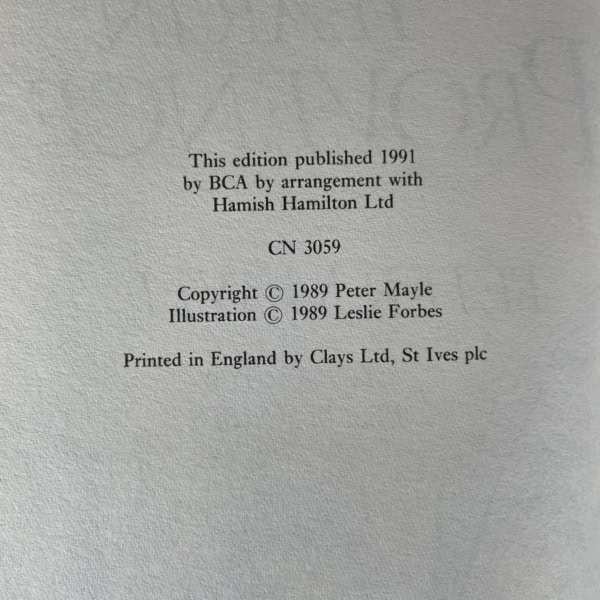 This edition published 1991
by BCA by arrangement with
Hamish Hamilton Ltd
CN 3059
Copyright © 1989 Peter Mayle
Illustration © 1989 Leslie Forbes
Printed in England by Clays Ltd, St Ives plc